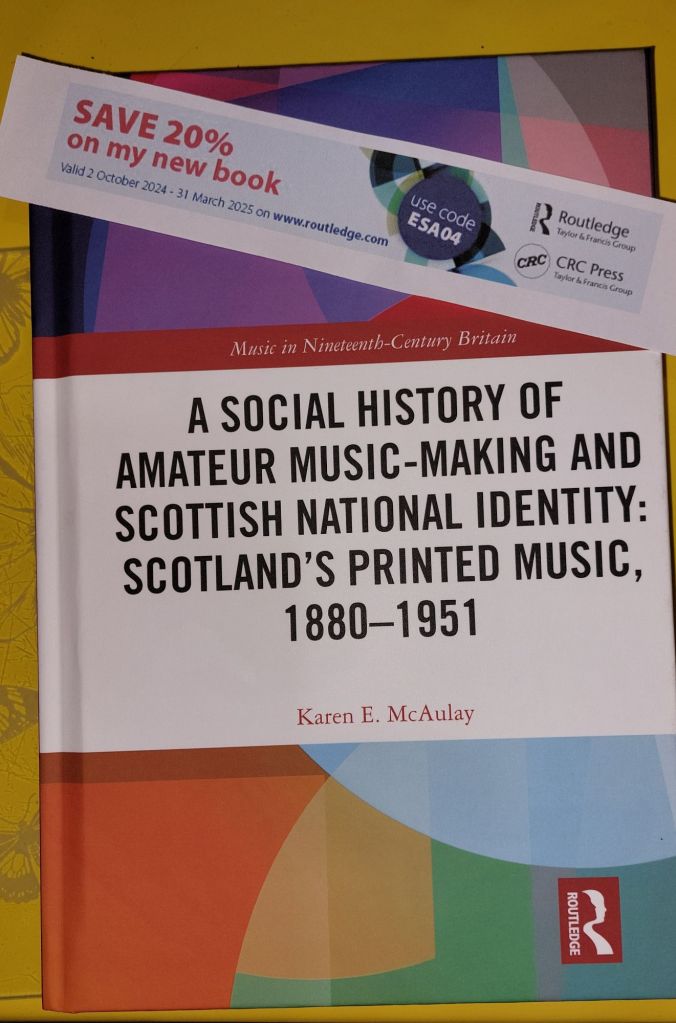 SAVE 20%
on my new book
Valid 2 October 2024 - 31 March 2025 on www.routledge.com
use code
ESA04
Routledge
Taylor & Francis Group
CRC
CRC Press
Taylor & Francis Group
Music in Nineteenth-Century Britain
A SOCIAL HISTORY OF
AMATEUR MUSIC-MAKING AND
SCOTTISH NATIONAL IDENTITY:
SCOTLAND'S PRINTED MUSIC,
1880–1951
Karen E. McAulay
ROUTLEDGE